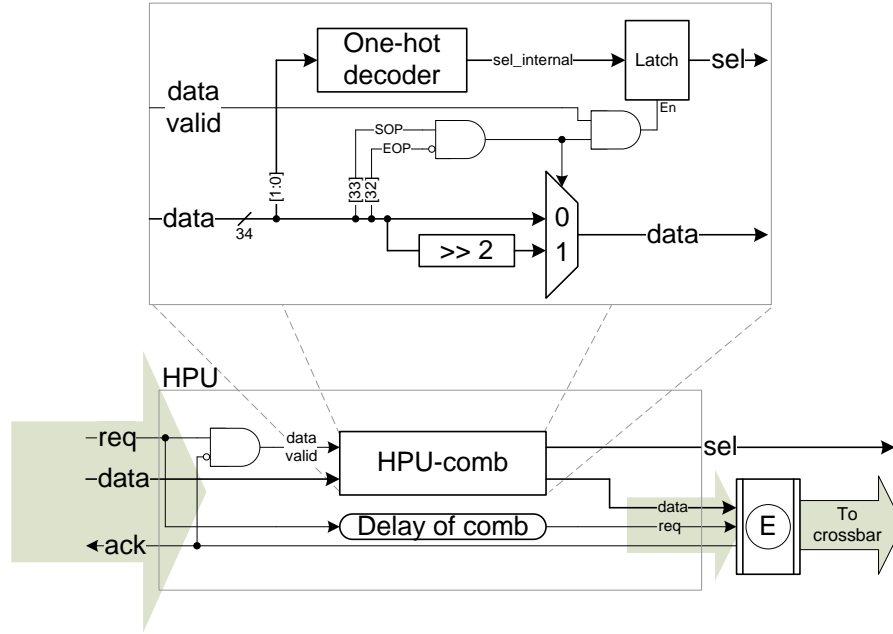 One-hot
decoder
sel_internal
Latch
sel
En
data
valid
SOP
EOP
[1:0]
[33]
[32]
data
34
0
1
>> 2
data
HPU
req
data
valid
HPU-comb
sel
data
data
Delay of comb
req
E
To
crossbar
ack